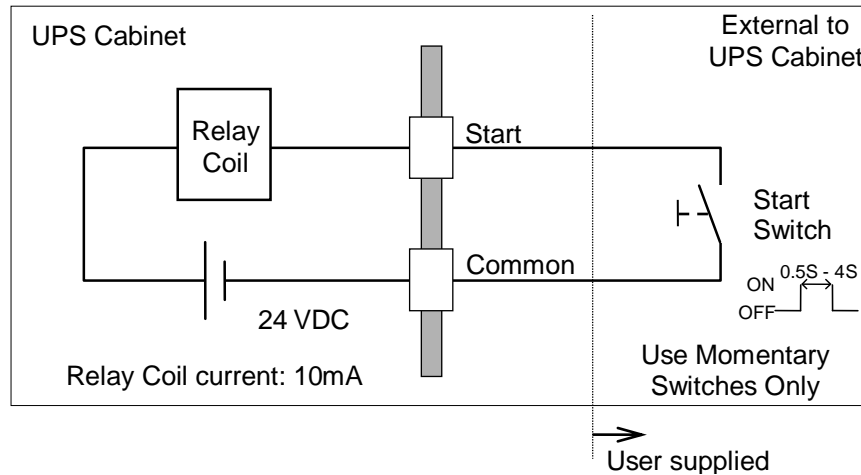 UPS Cabinet
External to
UPS Cabinet
Relay
Coil
Start
Start
Switch
Common
ON
0.5S - 4S
OFF
24 VDC
Relay Coil current: 10mA
Use Momentary
Switches Only
User supplied